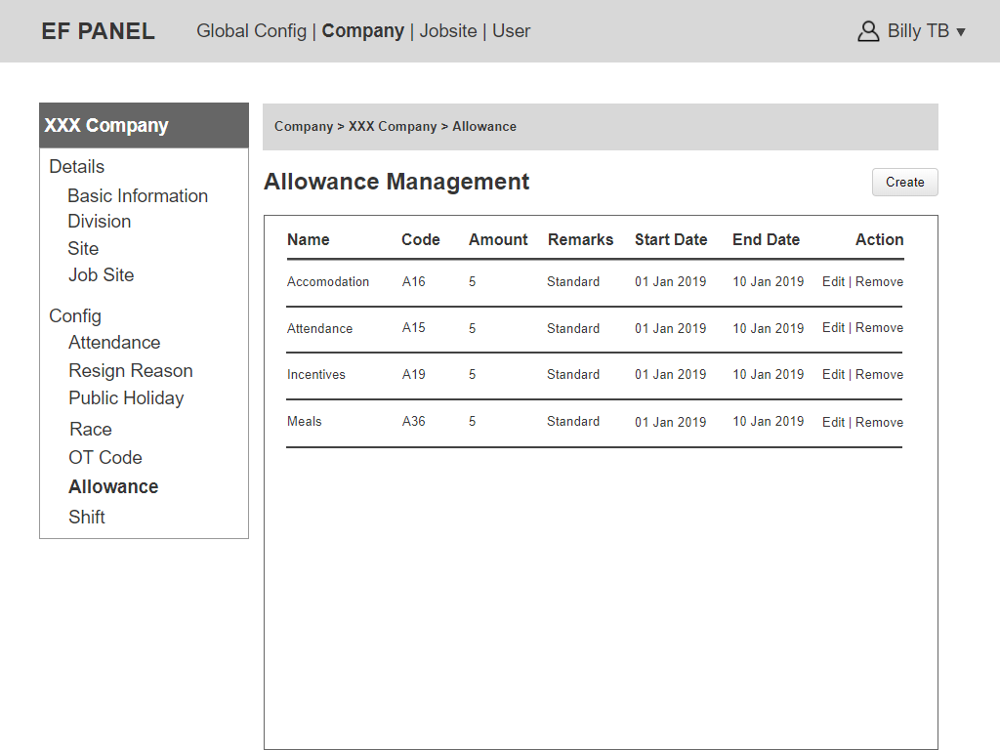 EF PANEL Global Config | Company | Jobsite | User Billy TB ▼
XXX Company
Details
Basic Information
Division
Site
Job Site
Config
Attendance
Resign Reason
Public Holiday
Race
OT Code
Allowance
Shift
Company > XXX Company > Allowance
Allowance Management Create
Name Code Amount Remarks Start Date End Date Action
Accomodation A16 5 Standard 01 Jan 2019 10 Jan 2019 Edit | Remove
Attendance A15 5 Standard 01 Jan 2019 10 Jan 2019 Edit | Remove
Incentives A19 5 Standard 01 Jan 2019 10 Jan 2019 Edit | Remove
Meals A36 5 Standard 01 Jan 2019 10 Jan 2019 Edit | Remove